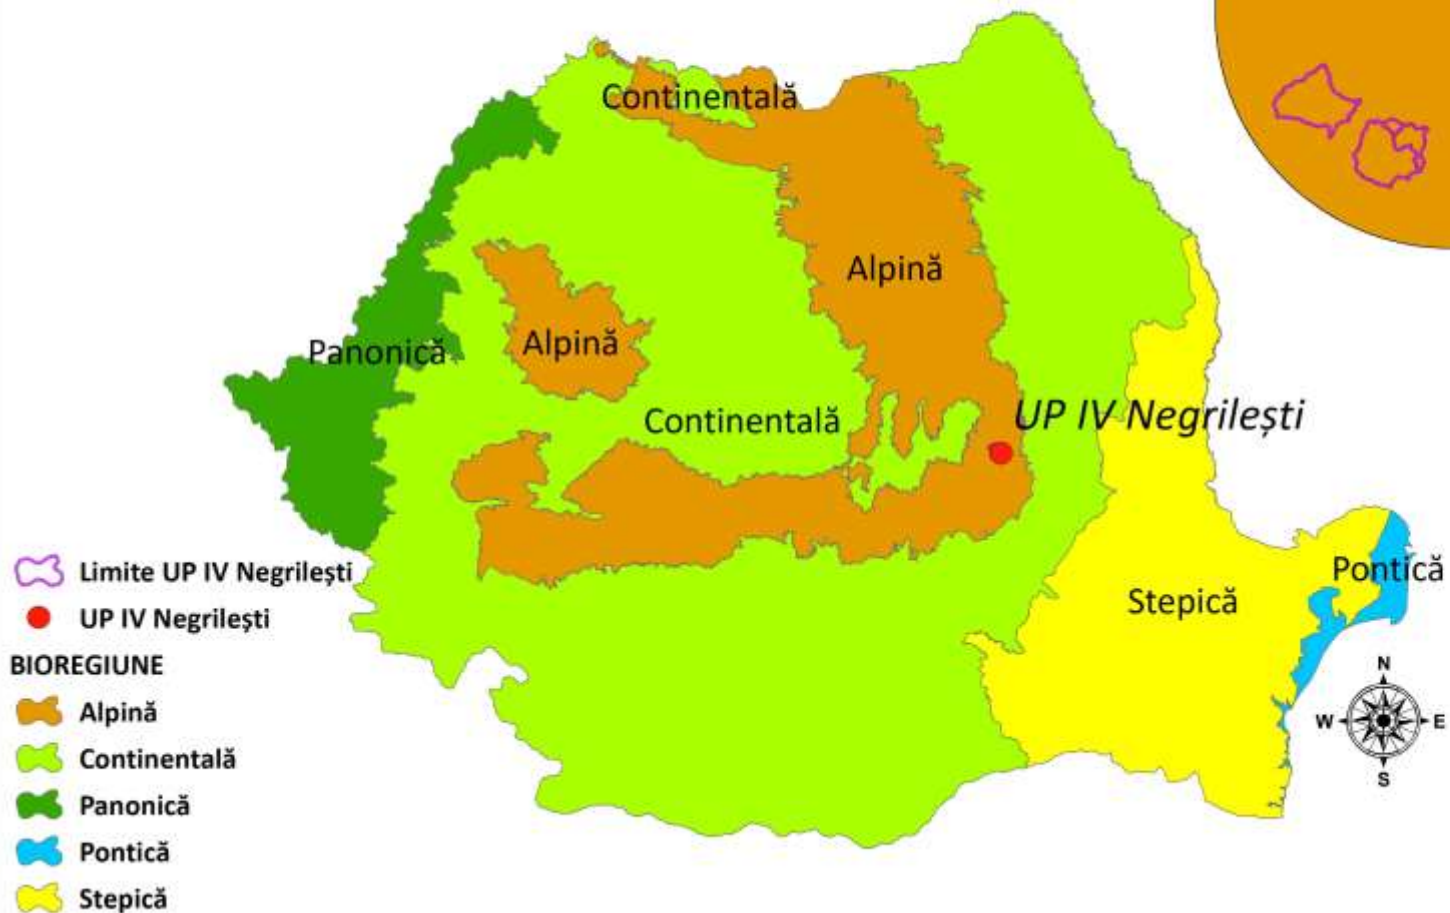 Continentală
Alpină
Alpină
Panonică
Continentală
UP IV Negrilești
Pontică
Stepică
Limite UP IV Negrilești
UP IV Negrilești
BIOREGIUNE
Alpină
Continentală
Panonică
Pontică
Stepică
N
W E
S